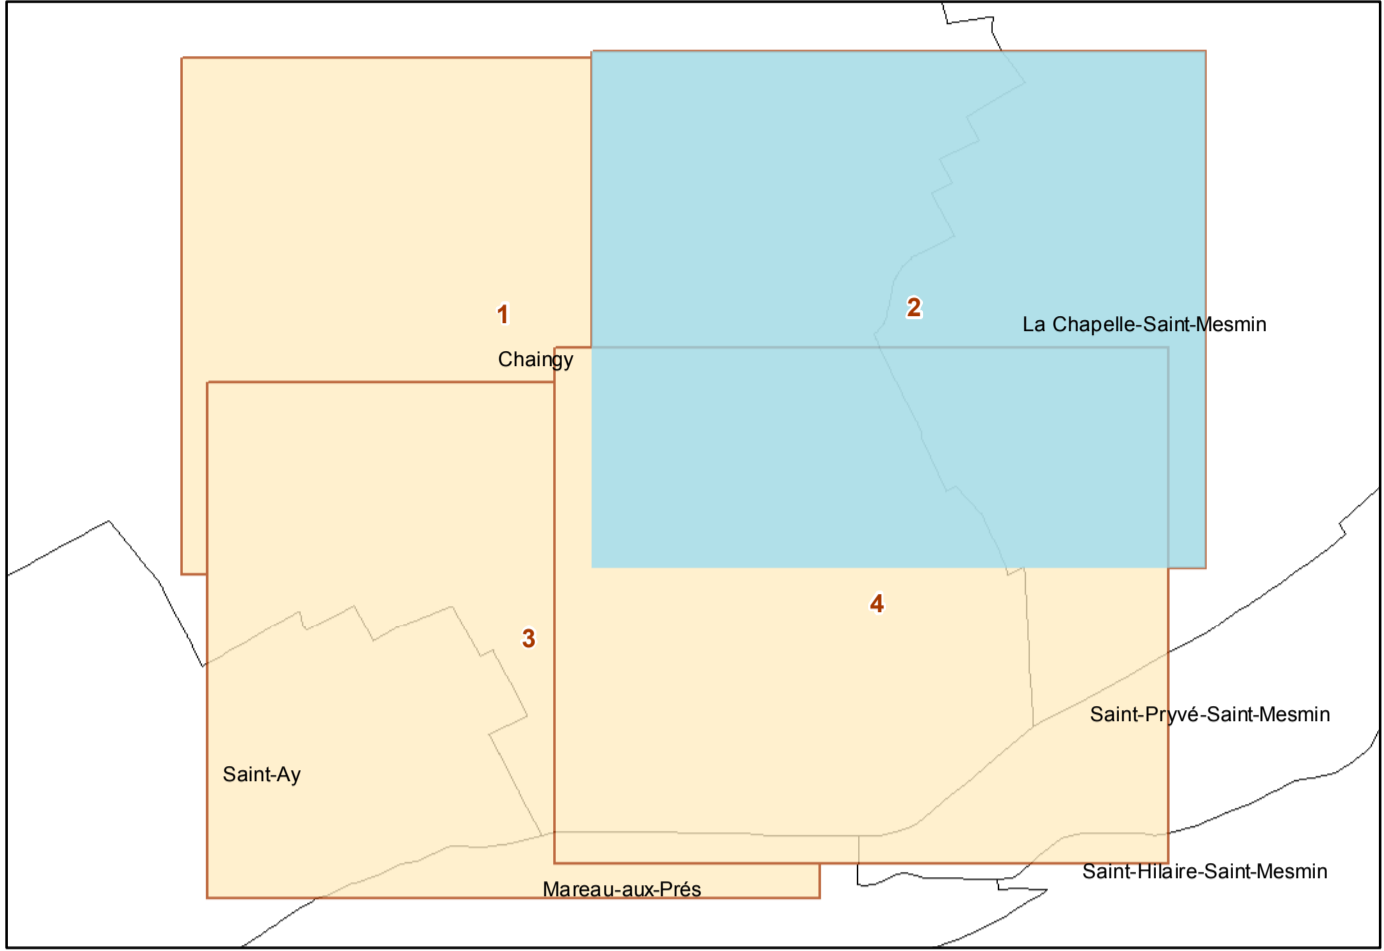 2
1
La Chapelle-Saint-Mesmin
Chaingy
4
3
Saint-Pryvé-Saint-Mesmin
Saint-Ay
Saint-Hilaire-Saint-Mesmin
Mareau-aux-Prés